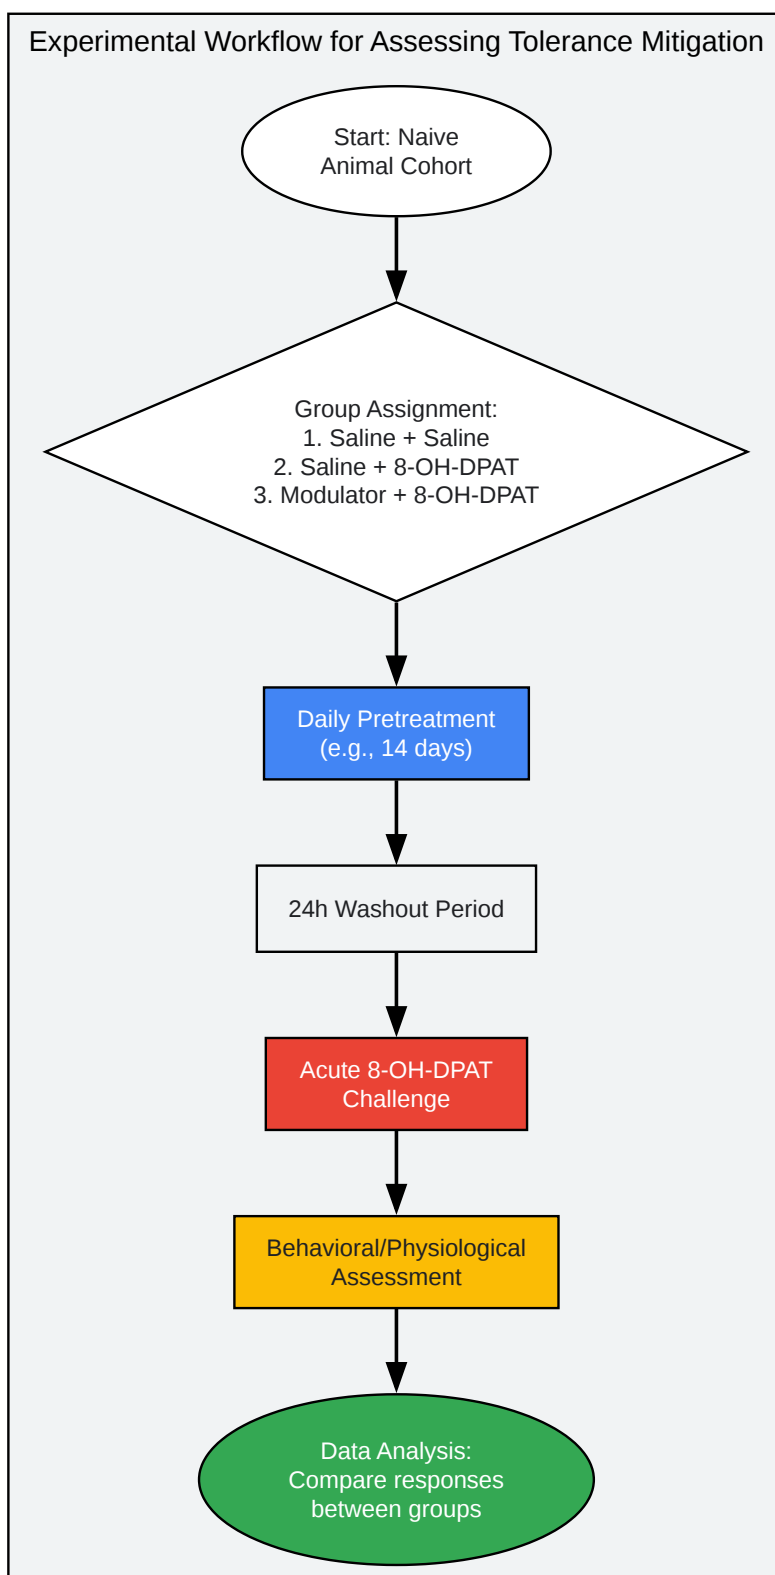 Experimental Workflow for Assessing Tolerance Mitigation
Start: Naive
Animal Cohort
Group Assignment:
1. Saline + Saline
2. Saline + 8-OH-DPAT
3. Modulator + 8-OH-DPAT
Daily Pretreatment
(e.g., 14 days)
24h Washout Period
Acute 8-OH-DPAT
Challenge
Behavioral/Physiological
Assessment
Data Analysis:
Compare responses
between groups